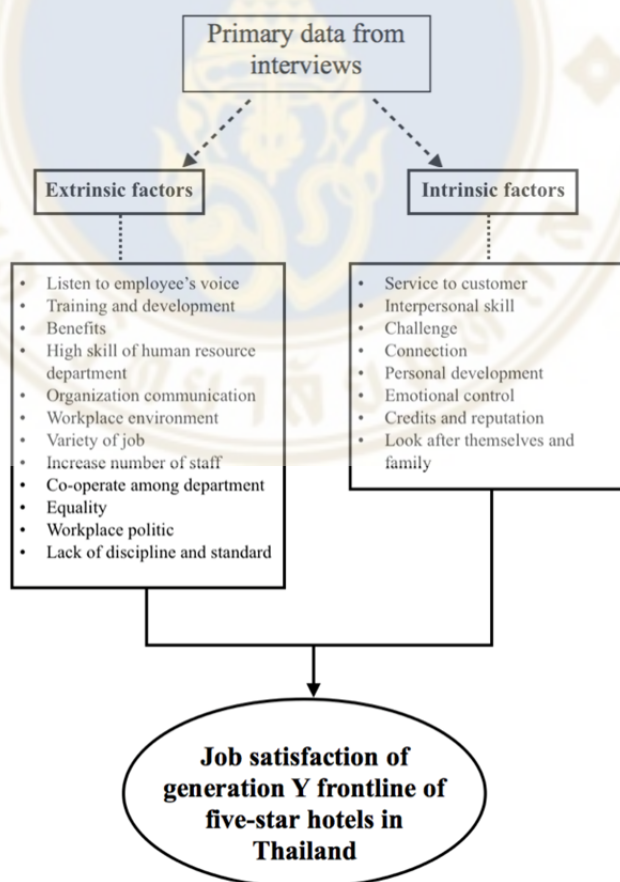 Primary data from
interviews
Extrinsic factors
Intrinsic factors
• Listen to employee's voice
• Training and development
• Benefits
• High skill of human resource
department
• Organization communication
• Workplace environment
• Variety of job
• Increase number of staff
• Co-operate among department
• Equality
• Workplace politic
• Lack of discipline and standard
• Service to customer
• Interpersonal skill
• Challenge
• Connection
• Personal development
• Emotional control
• Credits and reputation
• Look after themselves and
family
Job satisfaction of
generation Y frontline of
five-star hotels in
Thailand